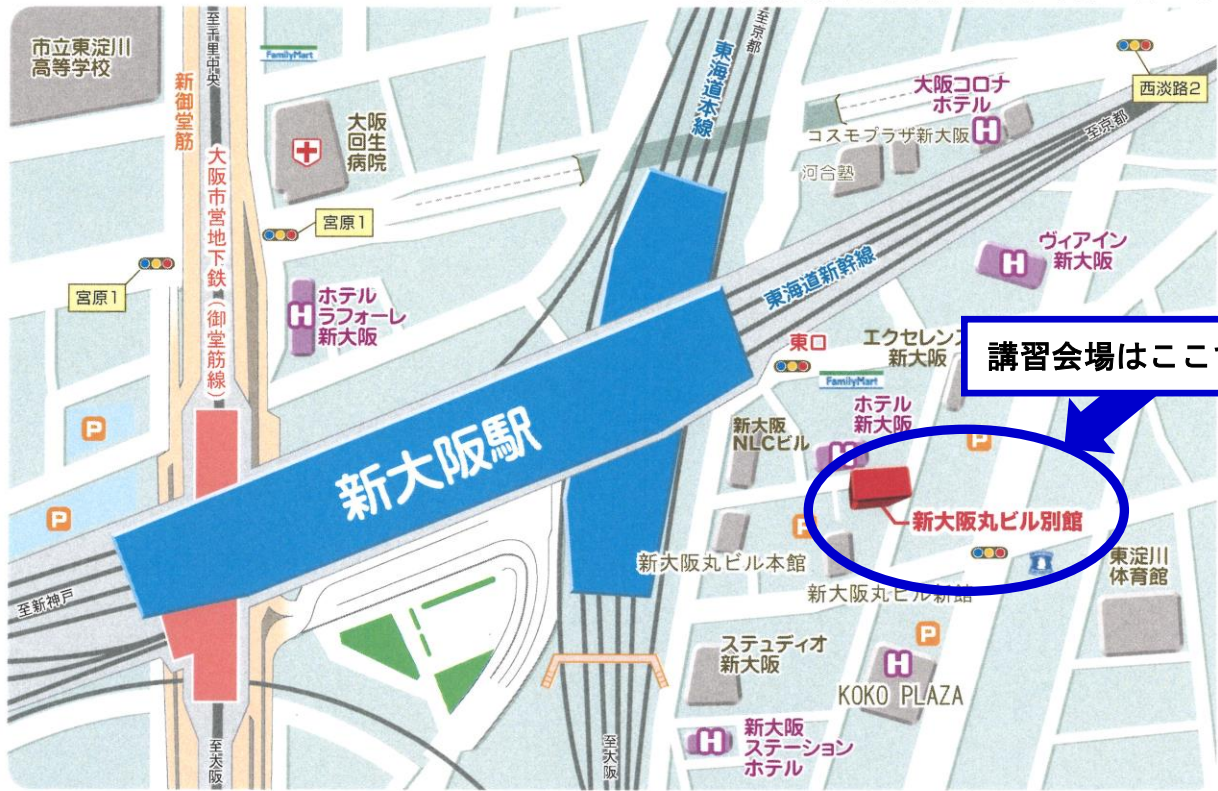 市立東淀川
高等学校
新御堂筋
至千里中央
FamilyMart
大阪
回生
病院
東海道本線
至京都
大阪コロナ
ホテル
コスモプラザ新大阪
河合塾
西淡路2
至京都
大阪市営地下鉄(御堂筋線)
宮原1
宮原1
ホテル
ラフォーレ
新大阪
東海道新幹線
ヴィアイン
新大阪
東口
FamilyMart
エクセレンス
新大阪
講習会場はここで
ホテル
新大阪
新大阪
NLCビル
新大阪駅
新大阪丸ビル別館
新大阪丸ビル本館
新大阪丸ビル新館
東淀川
体育館
至新神戸
ステュディオ
新大阪
KOKO PLAZA
新大阪
ステーション
ホテル
至大阪
至大阪
H
H
H
H
H
H
P
P
P
P
P